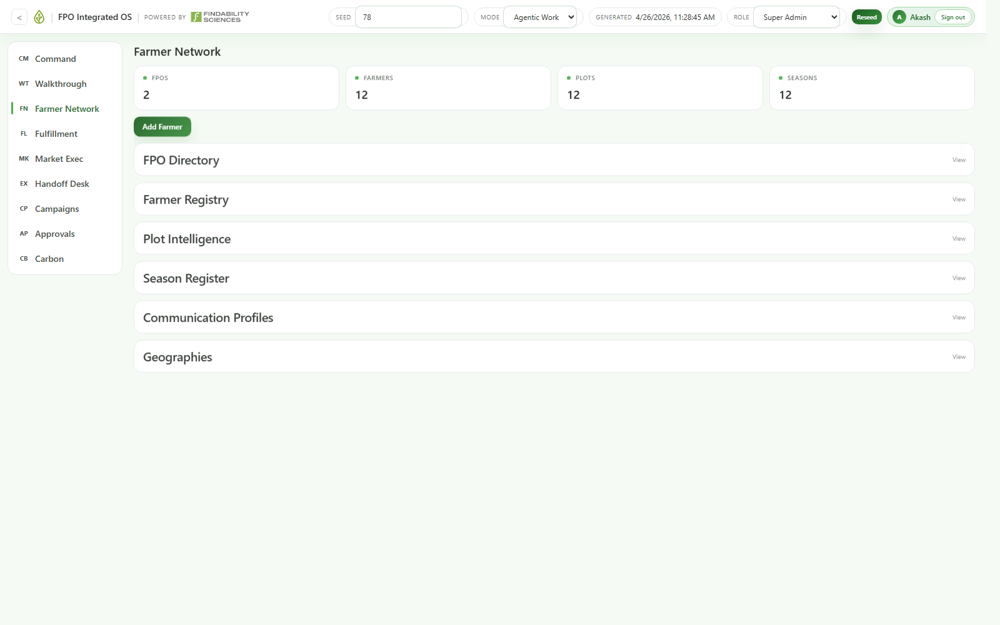 <
FPO Integrated OS
POWERED BY
FINDABILITY
SCIENCES
SEED 78
MODE Agentic Work
GENERATED 4/26/2026, 11:28:45 AM
ROLE Super Admin
Reseed
A Akash Sign out
CM Command
WT Walkthrough
FN Farmer Network
FL Fulfillment
MK Market Exec
EX Handoff Desk
CP Campaigns
AP Approvals
CB Carbon
Farmer Network
FPOS
2
FARMERS
12
PLOTS
12
SEASONS
12
Add Farmer
FPO Directory View
Farmer Registry View
Plot Intelligence View
Season Register View
Communication Profiles View
Geographies View